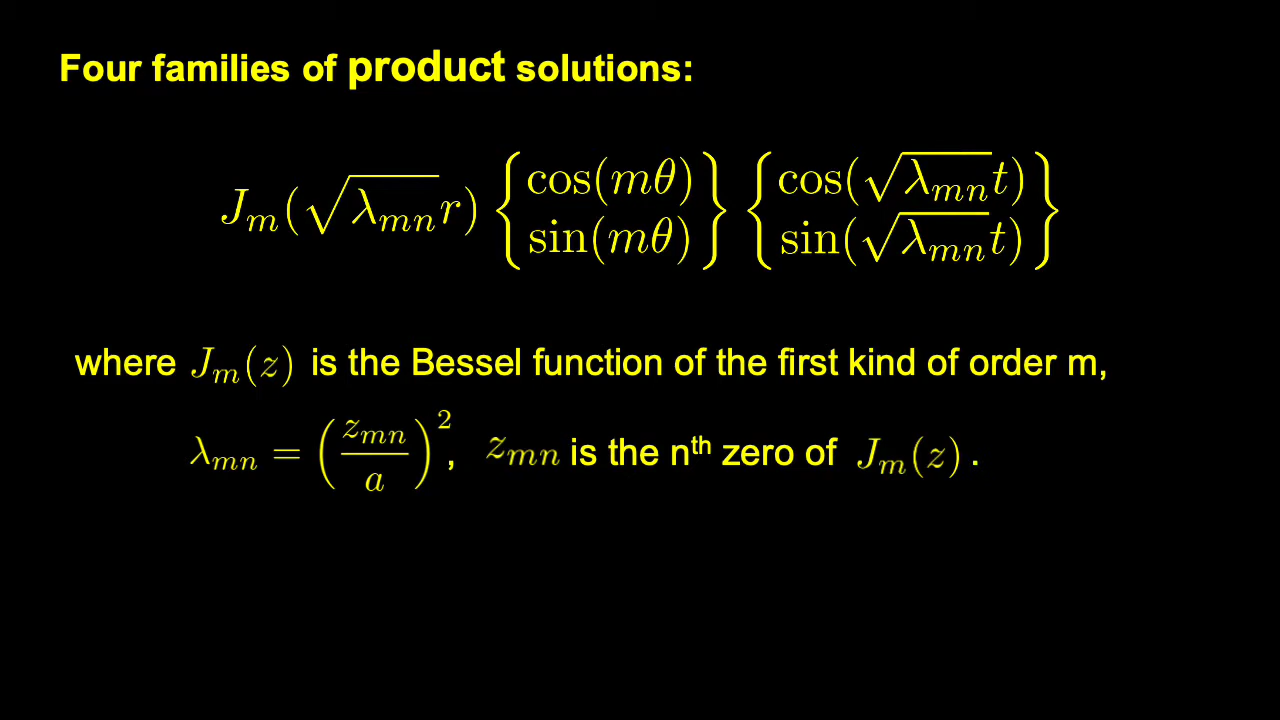 Four families of product solutions:
J_m(√λ_mn r) {cos(mθ) sin(mθ)} {cos(√λ_mn t) sin(√λ_mn t)}
where J_m(z) is the Bessel function of the first kind of order m,
λ_mn = (z_mn / a)², z_mn is the nᵗʰ zero of J_m(z) .